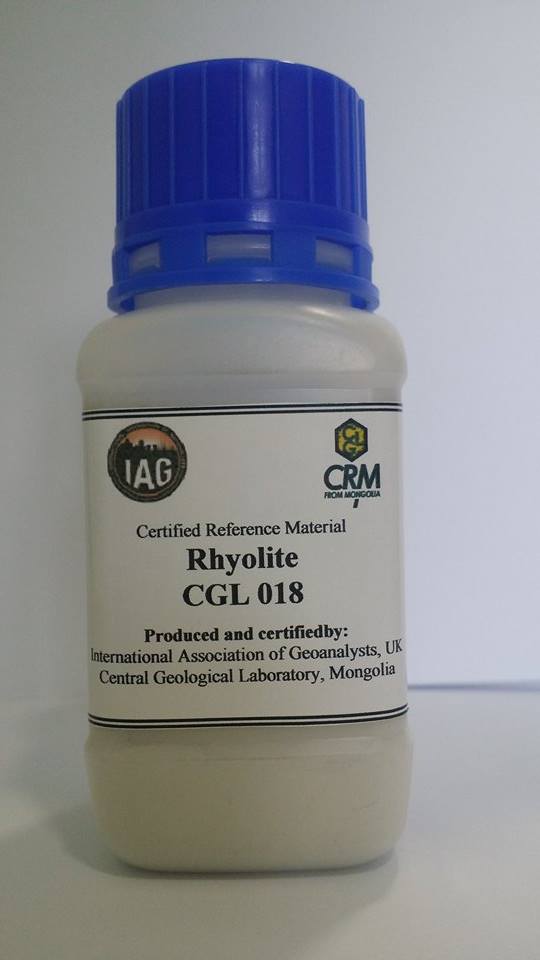 IAG
CGL
CRM
FROM MONGOLIA
Certified Reference Material
Rhyolite
CGL 018
Produced and certifiedby:
International Association of Geoanalysts, UK
Central Geological Laboratory, Mongolia